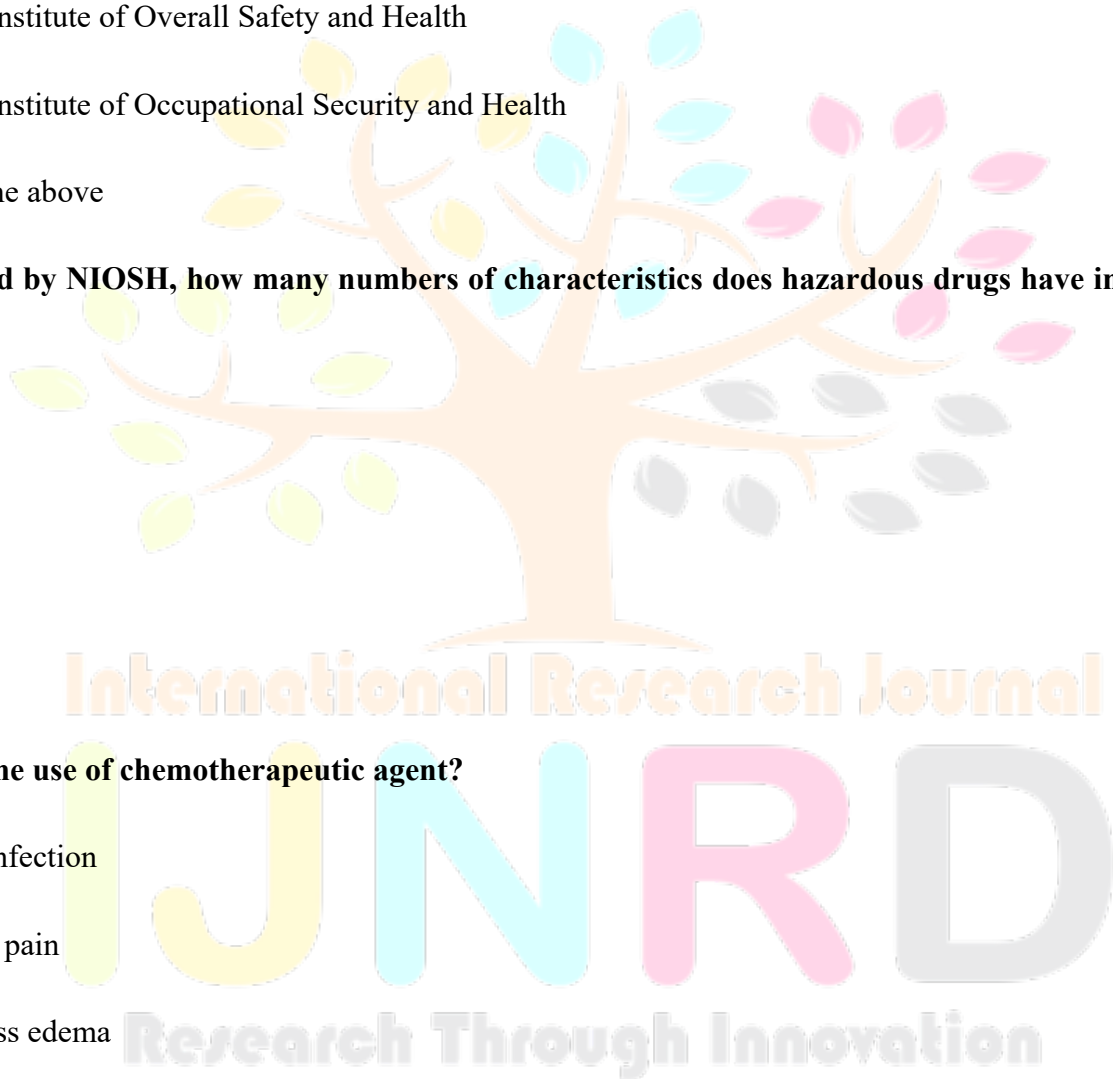 nstitute of Overall Safety and Health
nstitute of Occupational Security and Health
ne above
d by NIOSH, how many numbers of characteristics does hazardous drugs have in
ne use of chemotherapeutic agent?
nfection
pain
ss edema
International Research Journal
IJNRD
Research Through Innovation